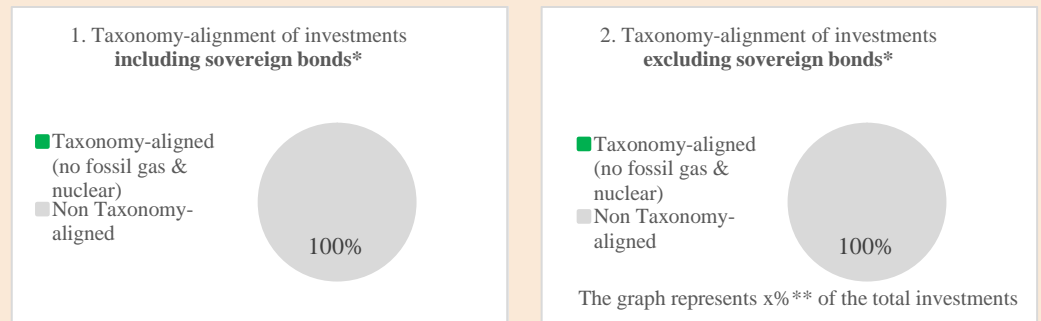 1. Taxonomy-alignment of investments
including sovereign bonds*
Taxonomy-aligned
(no fossil gas &
nuclear)
Non Taxonomy-
aligned
100%
2. Taxonomy-alignment of investments
excluding sovereign bonds*
Taxonomy-aligned
(no fossil gas &
nuclear)
Non Taxonomy-
aligned
100%
The graph represents x%** of the total investments